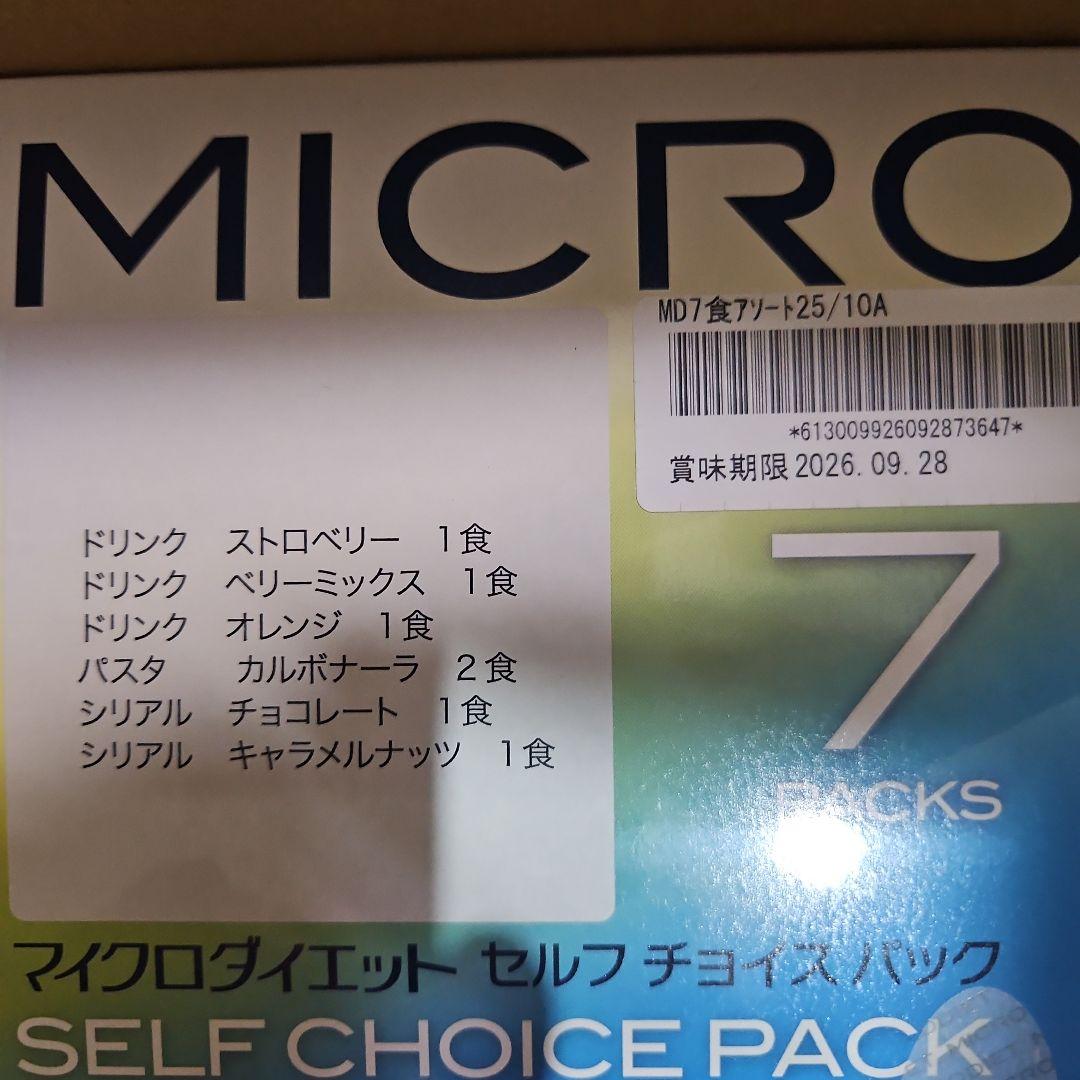 MICRO
MD7食アソート25/10A
*613009926092873647*
賞味期限 2026.09.28
ドリンク ストロベリー 1食
ドリンク ベリーミックス 1食
ドリンク オレンジ 1食
パスタ カルボナーラ 2食
シリアル チョコレート 1食
シリアル キャラメルナッツ 1食
7
PACKS
マイクロダイエット セルフ チョイス パック
SELF CHOICE PACK